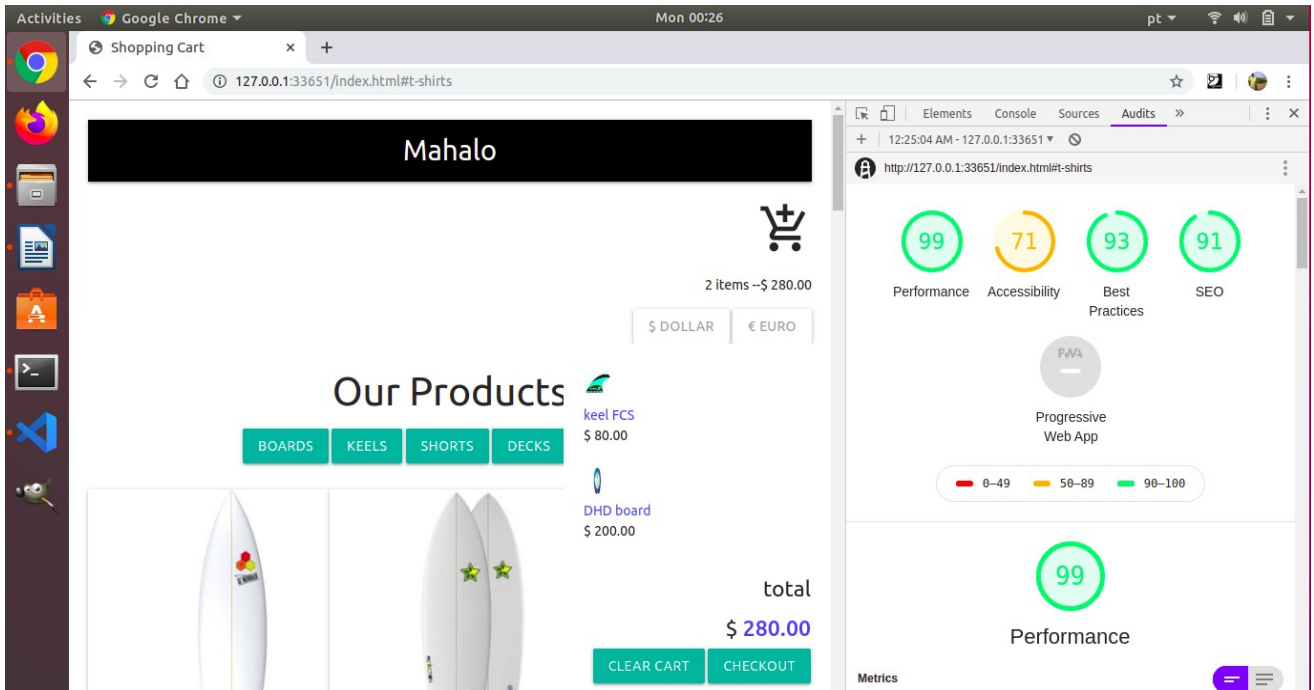 Activities Google Chrome Mon 00:26 pt
Shopping Cart
127.0.0.1:33651/index.html#t-shirts
Mahalo
2 items --$ 280.00
$ DOLLAR € EURO
Our Products
BOARDS KEELS SHORTS DECKS
keel FCS
$ 80.00
DHD board
$ 200.00
total
$ 280.00
CLEAR CART CHECKOUT
Elements Console Sources Audits »
12:25:04 AM - 127.0.0.1:33651
http://127.0.0.1:33651/index.html#t-shirts
99 71 93 91
Performance Accessibility Best Practices SEO
PWA
Progressive
Web App
0–49 50–89 90–100
99
Performance
Metrics